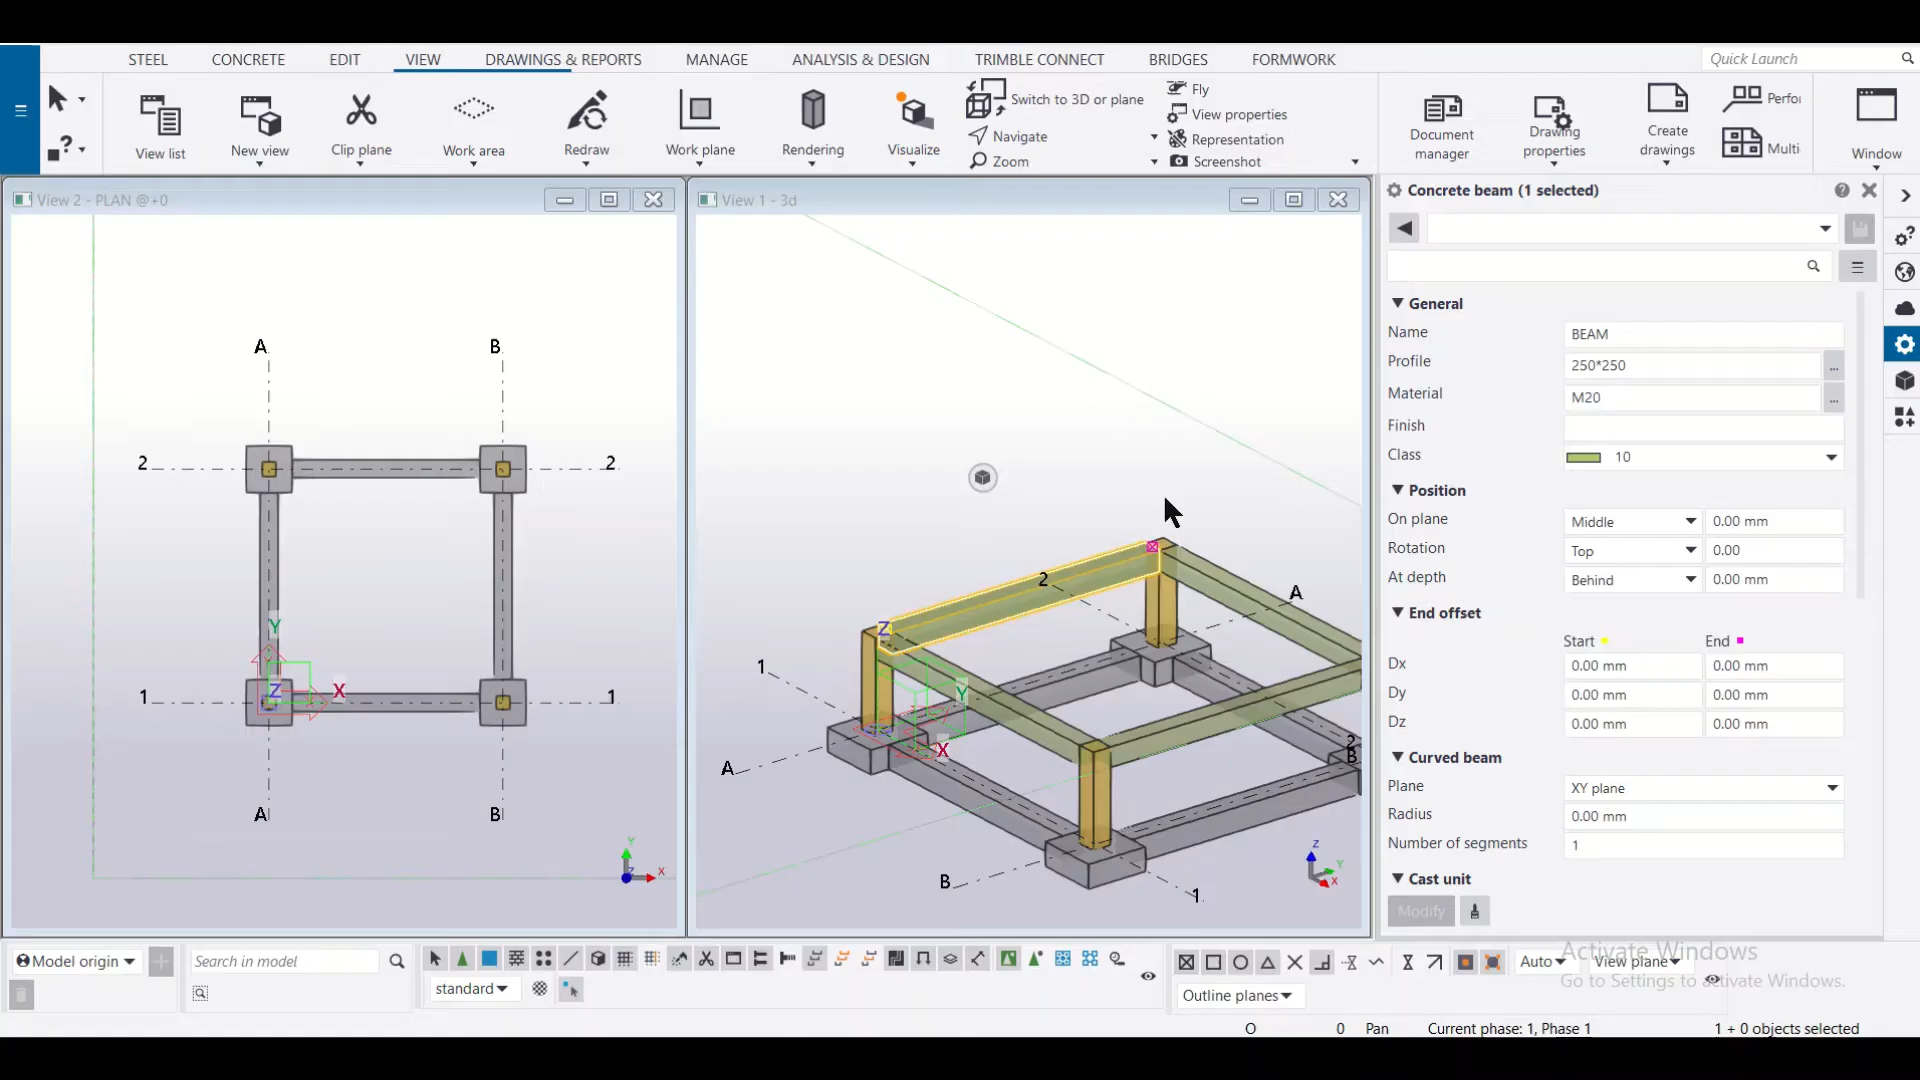 STEEL CONCRETE EDIT VIEW DRAWINGS & REPORTS MANAGE ANALYSIS & DESIGN TRIMBLE CONNECT BRIDGES FORMWORK Quick Launch
View list New view Clip plane Work area Redraw Work plane Rendering Visualize
Switch to 3D or plane
Navigate
Zoom
Fly
View properties
Representation
Screenshot
Document manager
Drawing properties
Create drawings
Perfo
Multi
Window
View 2 - PLAN @+0
A B
2 2
Y
Z X
1 1
A B
Y
Z X
View 1 - 3d
2
A
Z
1
Y
X
2
B
A
B
1
Z
Y
X
Concrete beam (1 selected)
General
Name BEAM
Profile 250*250 ...
Material M20 ...
Finish
Class 10
Position
On plane Middle 0.00 mm
Rotation Top 0.00
At depth Behind 0.00 mm
End offset
Start End
Dx 0.00 mm 0.00 mm
Dy 0.00 mm 0.00 mm
Dz 0.00 mm 0.00 mm
Curved beam
Plane XY plane
Radius 0.00 mm
Number of segments 1
Cast unit
Modify
Model origin Search in model
standard
Auto View plane
Outline planes
Activate Windows
Go to Settings to activate Windows.
O 0 Pan Current phase: 1, Phase 1 1 + 0 objects selected